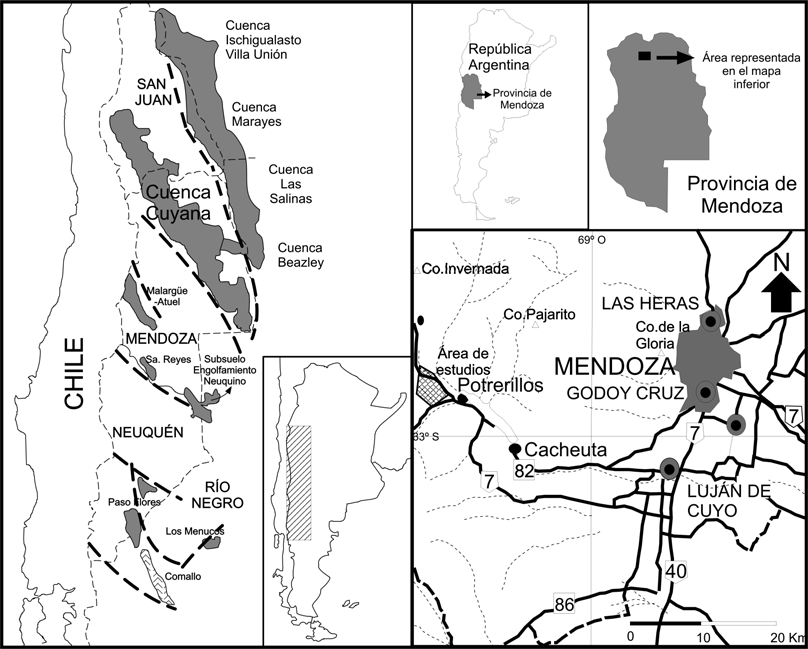 Cuenca
Ischigualasto
Villa Unión
SAN
JUAN
Cuenca
Marayes
Cuenca
Las
Salinas
Cuenca
Cuyana
Cuenca
Beazley
Malargüe
-Atuel
MENDOZA
Sa. Reyes
Subsuelo
Engolfamiento
Neuquino
CHILE
NEUQUÉN
RÍO
NEGRO
Paso Flores
Los Menucos
Comallo
República
Argentina
Provincia de
Mendoza
Área representada
en el mapa
inferior
Provincia de
Mendoza
69º O
N
Co.Invernada
Co.Pajarito
LAS HERAS
Co.de la
Gloria
Área de
estudios
MENDOZA
Potrerillos
GODOY CRUZ
7
7
33º S
Cacheuta
82
7
LUJÁN DE
CUYO
40
86
0 10 20 Km